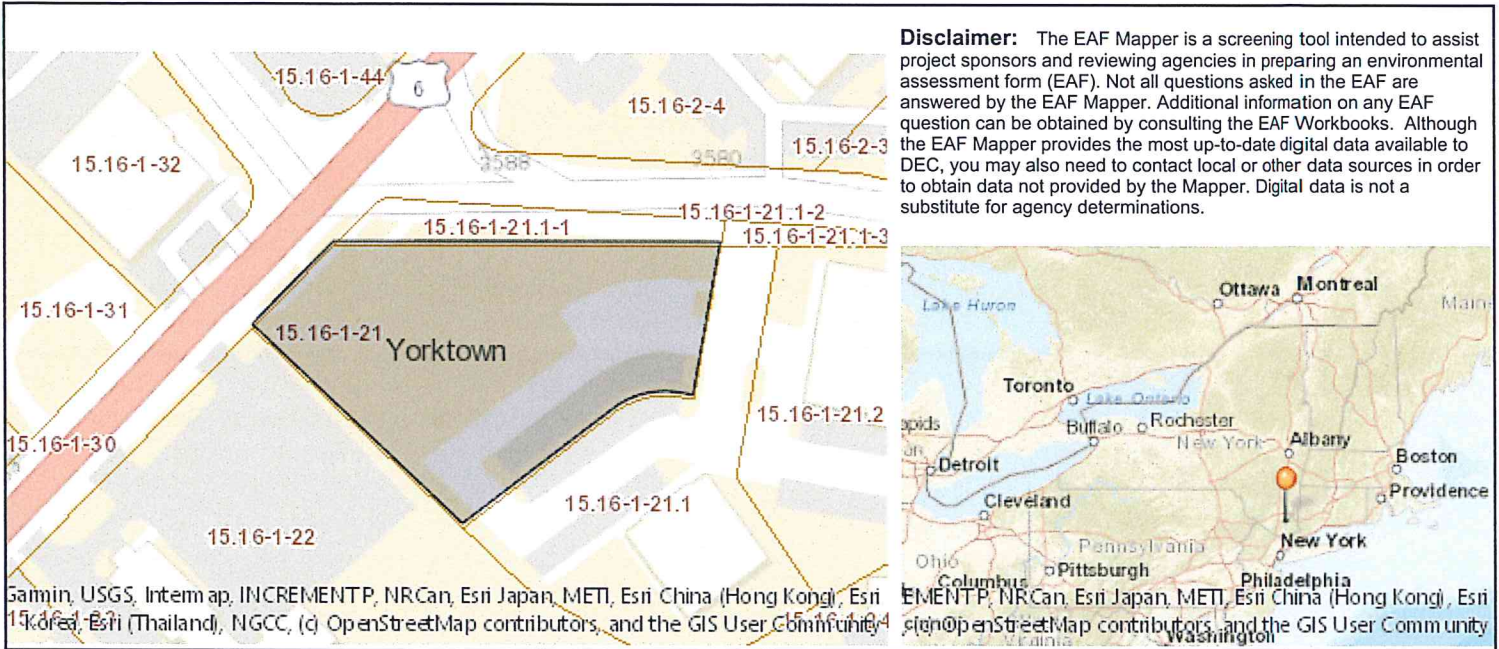 Disclaimer: The EAF Mapper is a screening tool intended to assist
project sponsors and reviewing agencies in preparing an environmental
assessment form (EAF). Not all questions asked in the EAF are
answered by the EAF Mapper. Additional information on any EAF
question can be obtained by consulting the EAF Workbooks. Although
the EAF Mapper provides the most up-to-date digital data available to
DEC, you may also need to contact local or other data sources in order
to obtain data not provided by the Mapper. Digital data is not a
substitute for agency determinations.
15.16-1-44
6
15.16-2-4
15.16-1-32
3588
3580
15.16-2-3
15.16-1-21.1-2
15.16-1-21.1-1
15.16-1-21.1-3
15.16-1-31
15.16-1-21
Yorktown
15.16-1-21.2
15.16-1-30
15.16-1-21.1
15.16-1-22
Garmin, USGS, Intermap, INCREMENTP, NRCan, Esri Japan, METI, Esri China (Hong Kong), Esri
Korea, Esri (Thailand), NGCC, (c) OpenStreetMap contributors, and the GIS User Community
Ottawa
Montreal
Lake Huron
Toronto
Lake Ontario
Buffalo
Rochester
New York
Albany
Boston
Detroit
Providence
Cleveland
New York
Ohio
Pennsylvania
Columbus
Pittsburgh
Philadelphia
EMENTP, NRCan, Esri Japan, METI, Esri China (Hong Kong), Esri
OpenStreetMap contributors, and the GIS User Community
Virginia
Washington